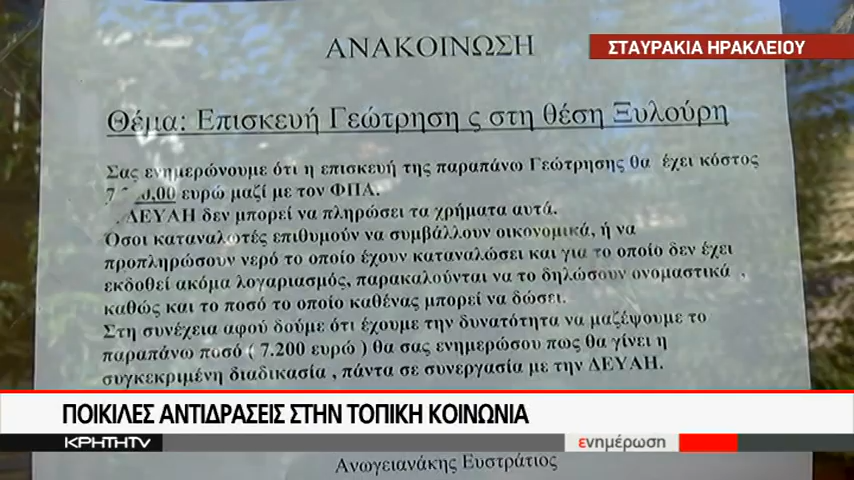 ΑΝΑΚΟΙΝΩΣΗ
ΣΤΑΥΡΑΚΙΑ ΗΡΑΚΛΕΙΟΥ
Θέμα: Επισκευή Γεώτρηση ς στη θέση Ξυλούρη
Σας ενημερώνουμε ότι η επισκευή της παραπάνω Γεώτρησης θα έχει κόστος
ευρώ μαζί με τον ΦΠΑ.
ΔΕΥΑΗ δεν μπορεί να πληρώσει τα χρήματα αυτά.
Όσοι καταναλωτές επιθυμούν να συμβάλλουν οικονομικά, ή να
προπληρώσουν νερό το οποίο έχουν καταναλώσει και για το οποίο δεν έχει
εκδοθεί ακόμα λογαριασμός, παρακαλούνται να το δηλώσουν ονομαστικά ,
καθώς και το ποσό το οποίο καθένας μπορεί να δώσει.
Στη συνέχεια αφού δούμε ότι έχουμε την δυνατότητα να μαζέψουμε το
παραπάνω ποσό ( 7.200 ευρώ ) θα σας ενημερώσου πως θα γίνει η
συγκεκριμένη διαδικασία , πάντα σε συνεργασία με την ΔΕΥΑΗ.
ΠΟΙΚΙΛΕΣ ΑΝΤΙΔΡΑΣΕΙΣ ΣΤΗΝ ΤΟΠΙΚΗ ΚΟΙΝΩΝΙΑ
ΚΡΗΤΗTV
ενημέρωση
Ανωγειανάκης Ευστράτιος